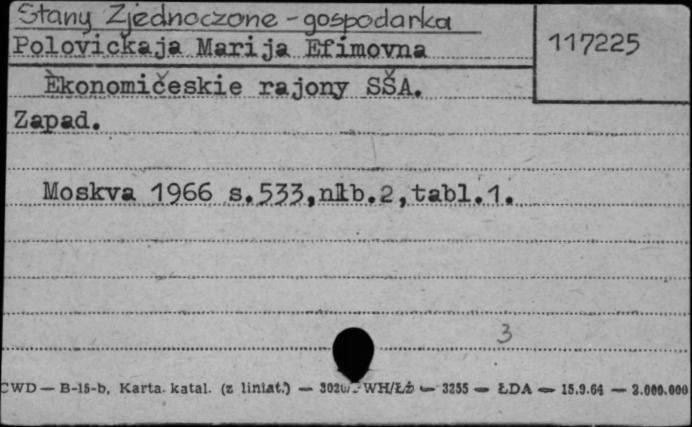 Stany Zjednoczone - gospodarka
Polovickaja Marija Efimovna
117225
Èkonomičeskie rajony SŠA.
Zapad.
Moskva 1966 s.533,nlb.2,tabl.1.
3
CWD — B-15-b, Karta katal. (z liniat.) — WH/ŁŻ — 3255 — ŁDA — 15.9.64 — 2.000.000